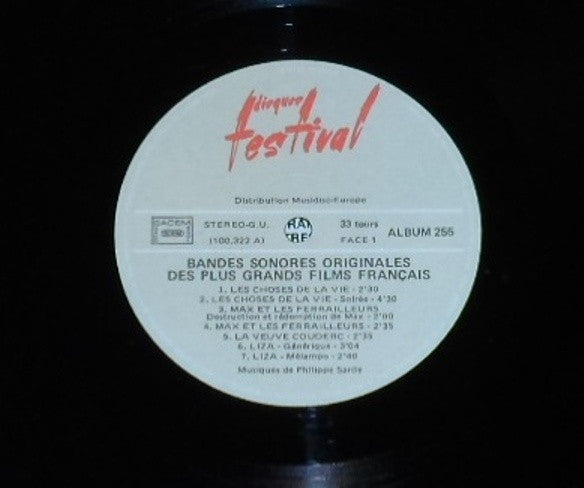 disques
festival
Distribution Musidisc-Europe
SACEM STEREO-G.U. 33 tours
(100.322 A) FACE 1 ALBUM 255
BANDES SONORES ORIGINALES
DES PLUS GRANDS FILMS FRANÇAIS
1. LES CHOSES DE LA VIE - 2'30
2. LES CHOSES DE LA VIE - Soirée - 4'30
3. MAX ET LES FERRAILLEURS
Destruction et rédemption de Max - 2'00
4. MAX ET LES FERRAILLEURS - 2'35
5. LA VEUVE COUDERC - 2'35
6. LIZA - Générique - 3'04
7. LIZA - Mélampo - 2'40
Musiques de Philippe Sarde